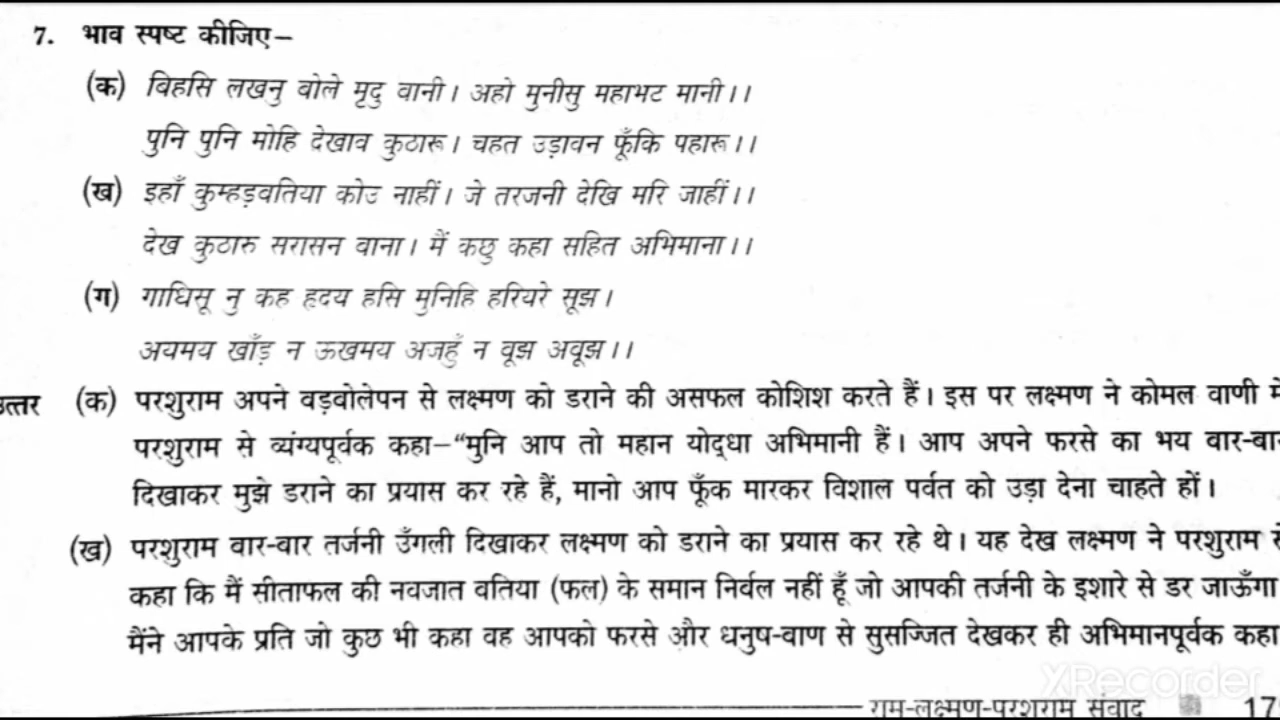 7. भाव स्पष्ट कीजिए–
(क) बिहसि लखनु बोले मृदु बानी। अहो मुनीसु महाभट मानी।।
पुनि पुनि मोहि देखाव कुठारू। चहत उड़ावन फूँकि पहारू।।
(ख) इहाँ कुम्हड़बतिया कोउ नाहीं। जे तरजनी देखि मरि जाहीं।।
देख कुठारु सरासन बाना। मैं कछु कहा सहित अभिमाना।।
(ग) गाधिसू नु कह हृदय हसि मुनिहि हरियरे सूझ।
अयमय खाँड़ न ऊखमय अजहुँ न बूझ अबूझ।।
उत्तर (क) परशुराम अपने बड़बोलेपन से लक्ष्मण को डराने की असफल कोशिश करते हैं। इस पर लक्ष्मण ने कोमल वाणी में
परशुराम से व्यंग्यपूर्वक कहा–“मुनि आप तो महान योद्धा अभिमानी हैं। आप अपने फरसे का भय बार-बा
दिखाकर मुझे डराने का प्रयास कर रहे हैं, मानो आप फूँक मारकर विशाल पर्वत को उड़ा देना चाहते हों।
(ख) परशुराम बार-बार तर्जनी उँगली दिखाकर लक्ष्मण को डराने का प्रयास कर रहे थे। यह देख लक्ष्मण ने परशुराम से
कहा कि मैं सीताफल की नवजात बतिया (फल) के समान निर्बल नहीं हूँ जो आपकी तर्जनी के इशारे से डर जाऊँगा
मैंने आपके प्रति जो कुछ भी कहा वह आपको फरसे और धनुष-बाण से सुसज्जित देखकर ही अभिमानपूर्वक कहा
XRecorder
राम-लक्ष्मण-परशुराम संवाद 17